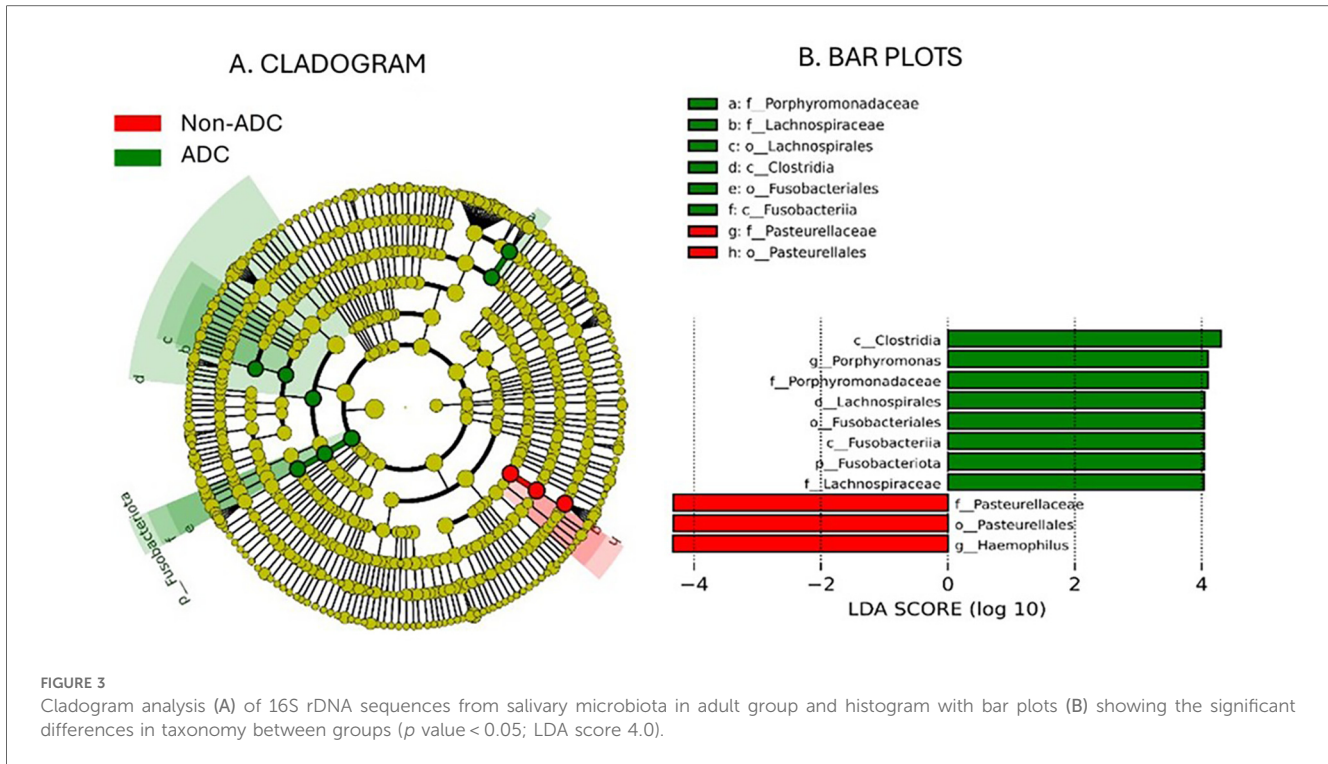 A. CLADOGRAM
Non-ADC
ADC
a
c
b
d
p_Fusobacteriota
f
e
g
h
B. BAR PLOTS
a: f__Porphyromonadaceae
b: f__Lachnospiraceae
c: o__Lachnospirales
d: c__Clostridia
e: o__Fusobacteriales
f: c__Fusobacteriia
g: f__Pasteurellaceae
h: o__Pasteurellales
c__Clostridia
g__Porphyromonas
f__Porphyromonadaceae
o__Lachnospirales
o__Fusobacteriales
c__Fusobacteriia
p__Fusobacteriota
f__Lachnospiraceae
f__Pasteurellaceae
o__Pasteurellales
g__Haemophilus
−4 −2 0 2 4
LDA SCORE (log 10)
FIGURE 3
Cladogram analysis (A) of 16S rDNA sequences from salivary microbiota in adult group and histogram with bar plots (B) showing the significant
differences in taxonomy between groups (p value < 0.05; LDA score 4.0).